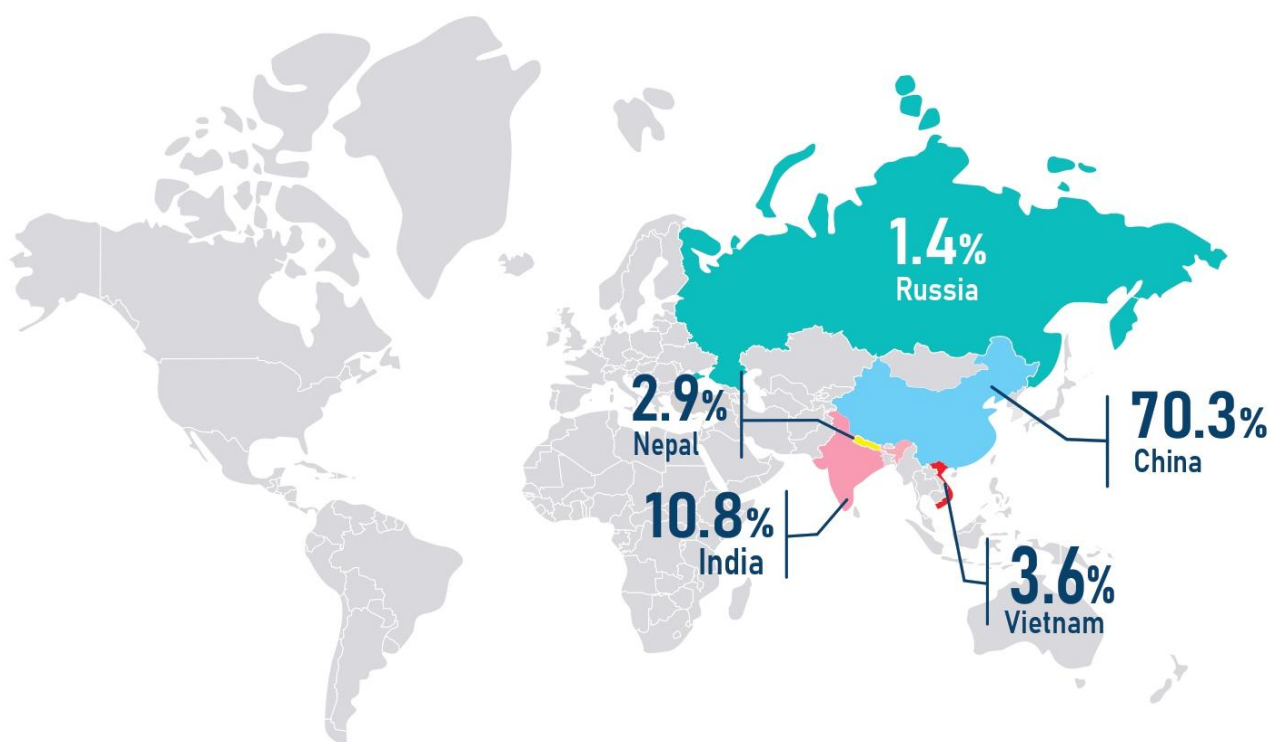 1.4%
Russia
2.9%
Nepal
70.3%
China
10.8%
India
3.6%
Vietnam